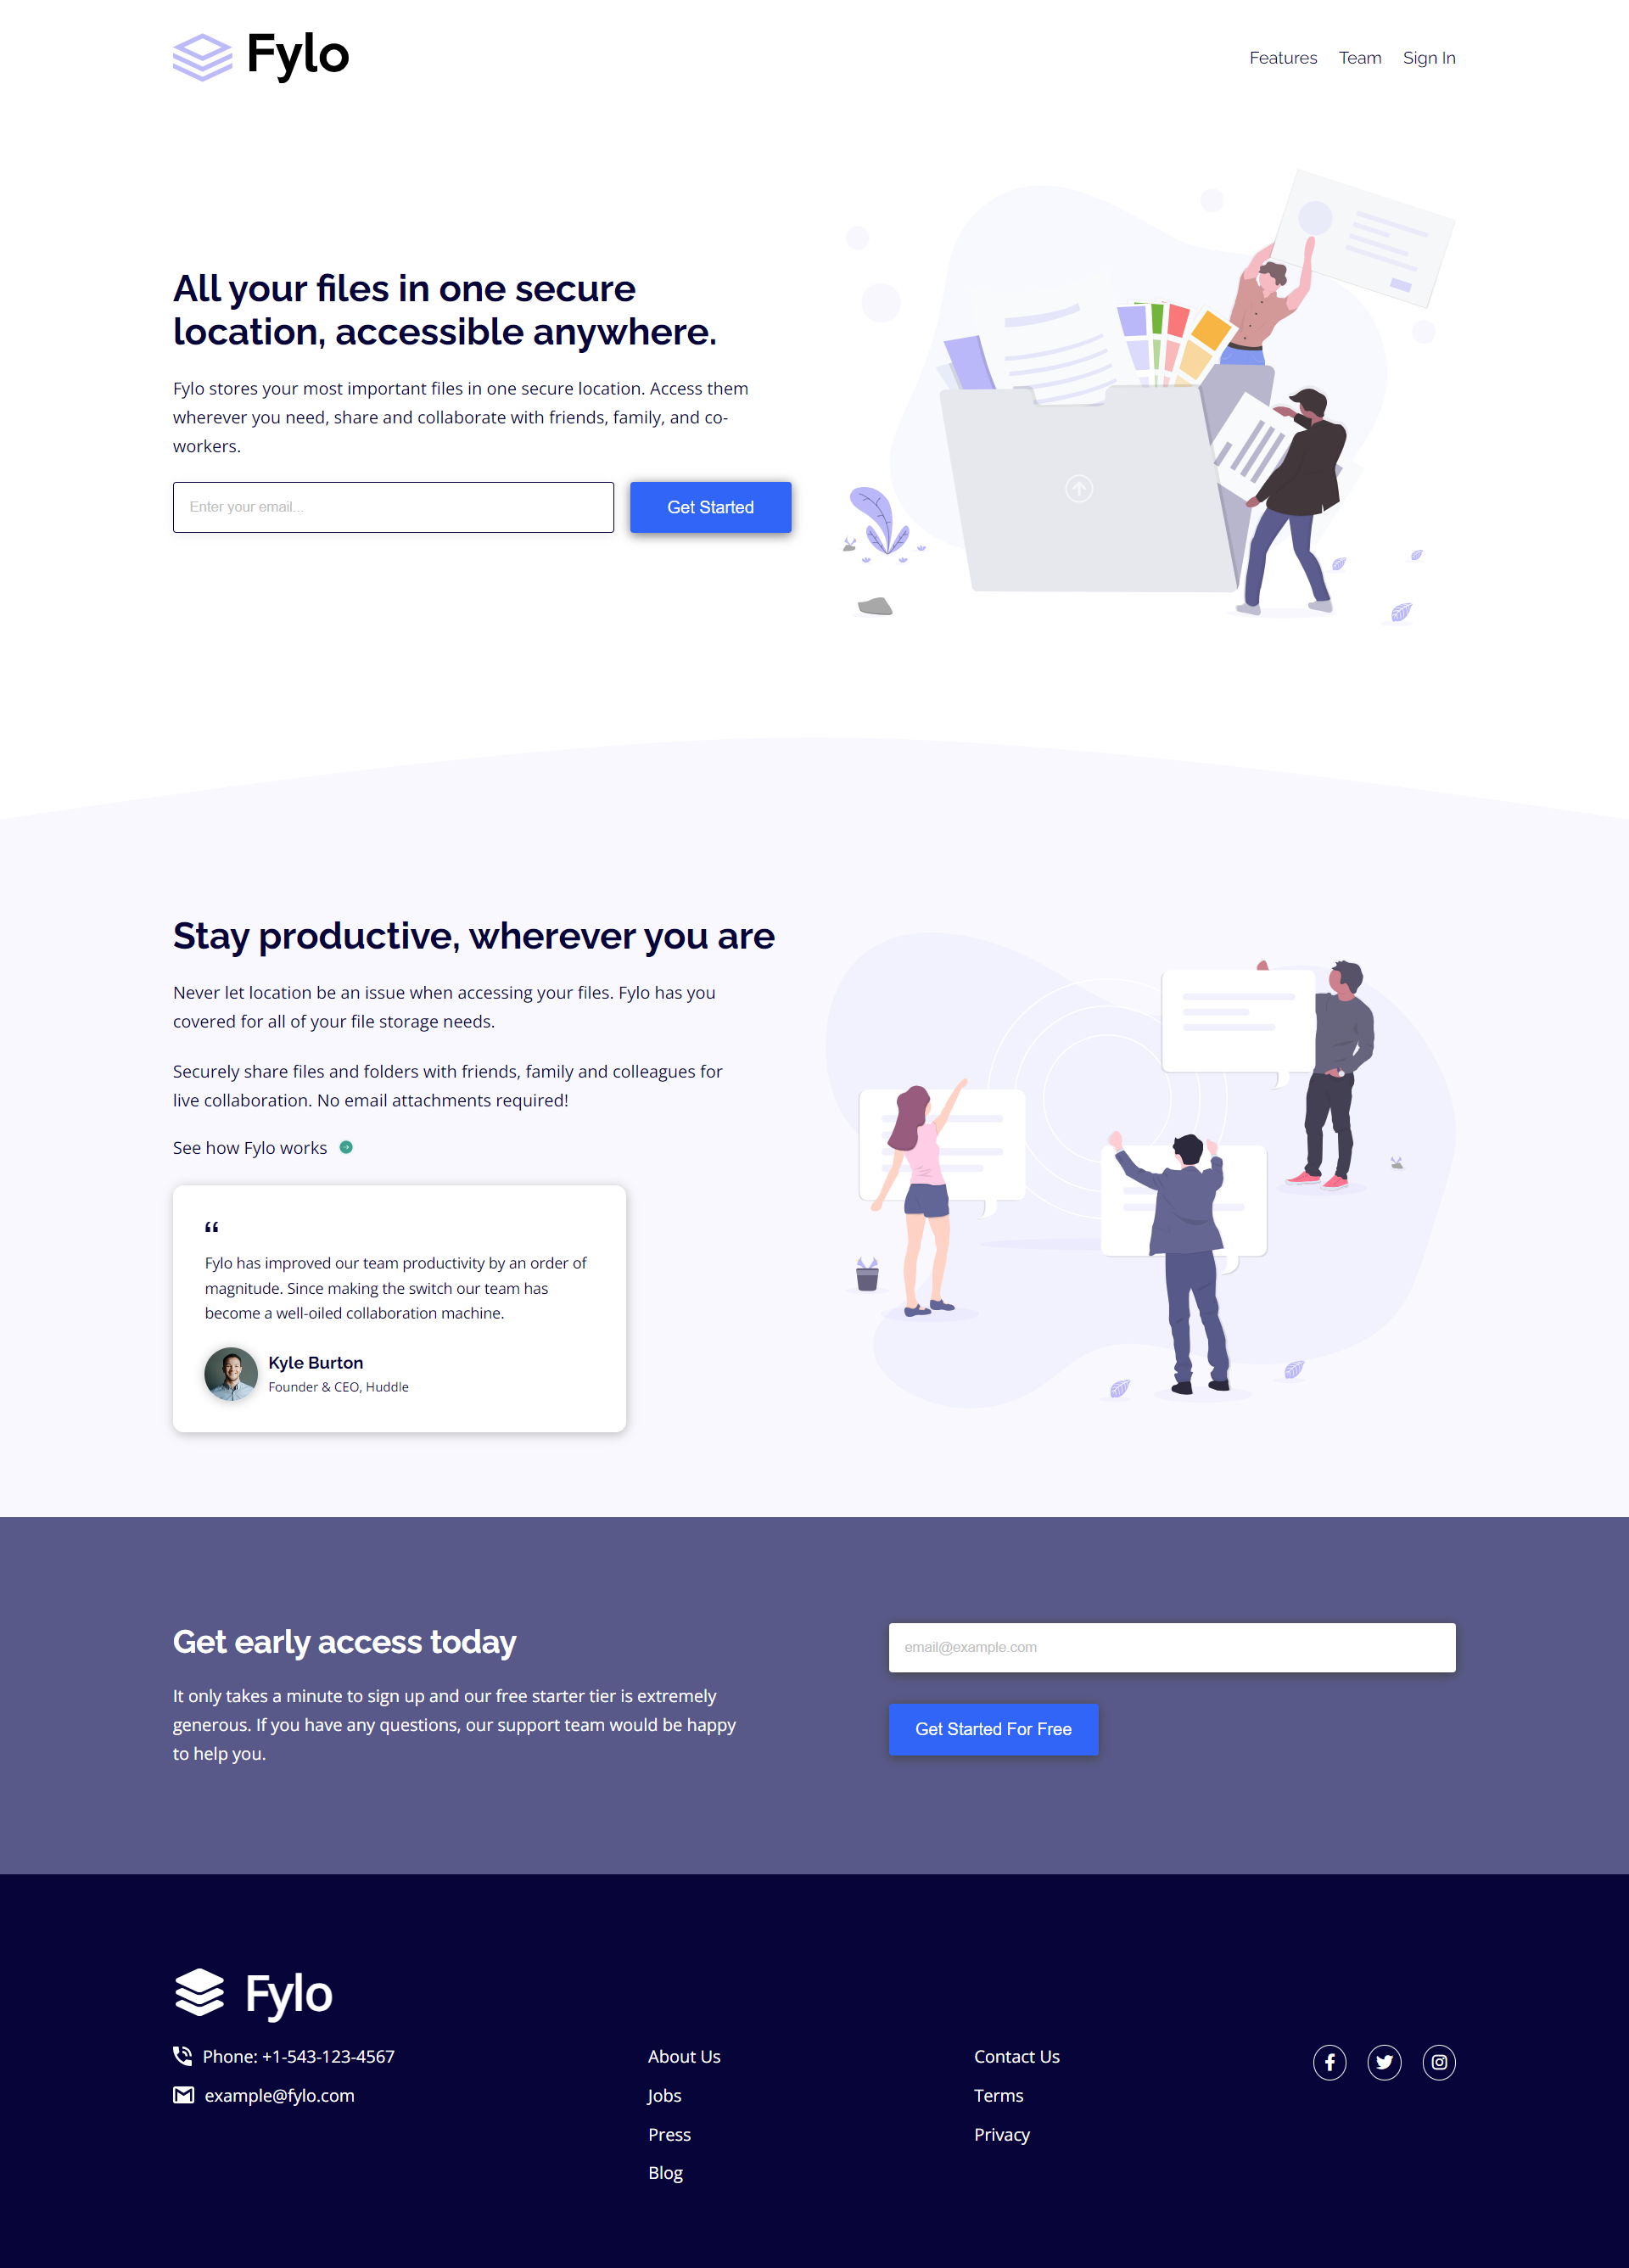 Fylo
Features Team Sign In
All your files in one secure
location, accessible anywhere.
Fylo stores your most important files in one secure location. Access them
wherever you need, share and collaborate with friends, family, and co-
workers.
Enter your email...
Get Started
Stay productive, wherever you are
Never let location be an issue when accessing your files. Fylo has you
covered for all of your file storage needs.
Securely share files and folders with friends, family and colleagues for
live collaboration. No email attachments required!
See how Fylo works
“
Fylo has improved our team productivity by an order of
magnitude. Since making the switch our team has
become a well-oiled collaboration machine.
Kyle Burton
Founder & CEO, Huddle
Get early access today
It only takes a minute to sign up and our free starter tier is extremely
generous. If you have any questions, our support team would be happy
to help you.
email@example.com
Get Started For Free
Fylo
Phone: +1-543-123-4567
example@fylo.com
About Us
Jobs
Press
Blog
Contact Us
Terms
Privacy